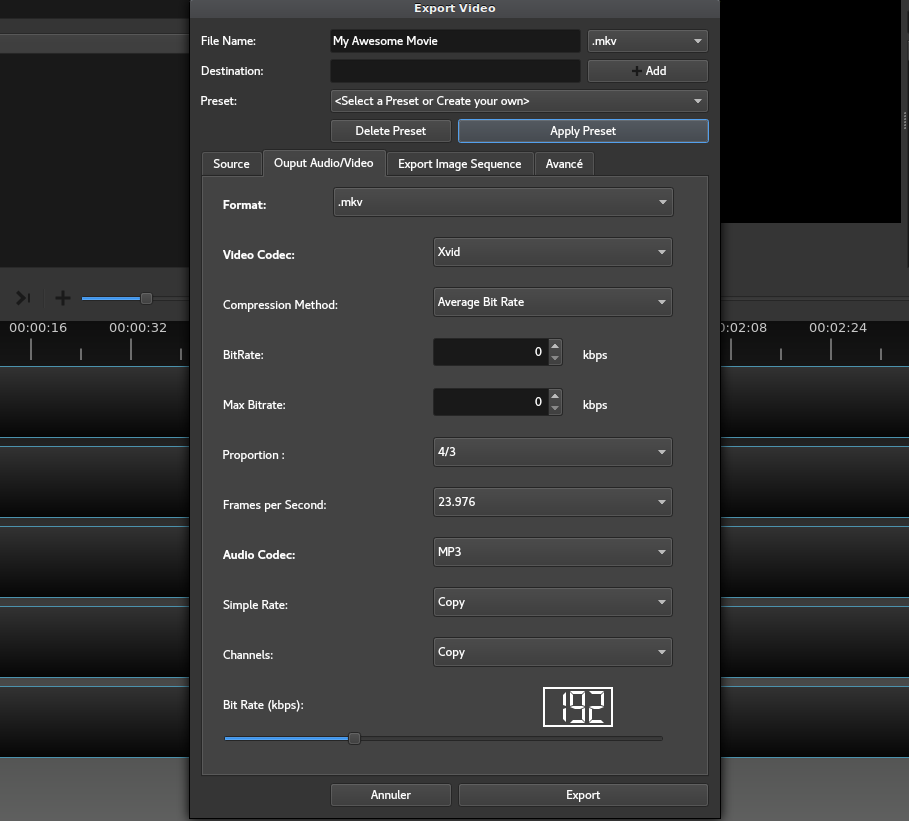 Export Video
File Name: My Awesome Movie .mkv
Destination: Add
Preset: <Select a Preset or Create your own>
Delete Preset Apply Preset
Source Ouput Audio/Video Export Image Sequence Avancé
Format: .mkv
Video Codec: Xvid
Compression Method: Average Bit Rate
00:00:16 00:00:32 0:02:08 00:02:24
BitRate: 0 kbps
Max Bitrate: 0 kbps
Proportion : 4/3
Frames per Second: 23.976
Audio Codec: MP3
Simple Rate: Copy
Channels: Copy
Bit Rate (kbps): 192
Annuler Export